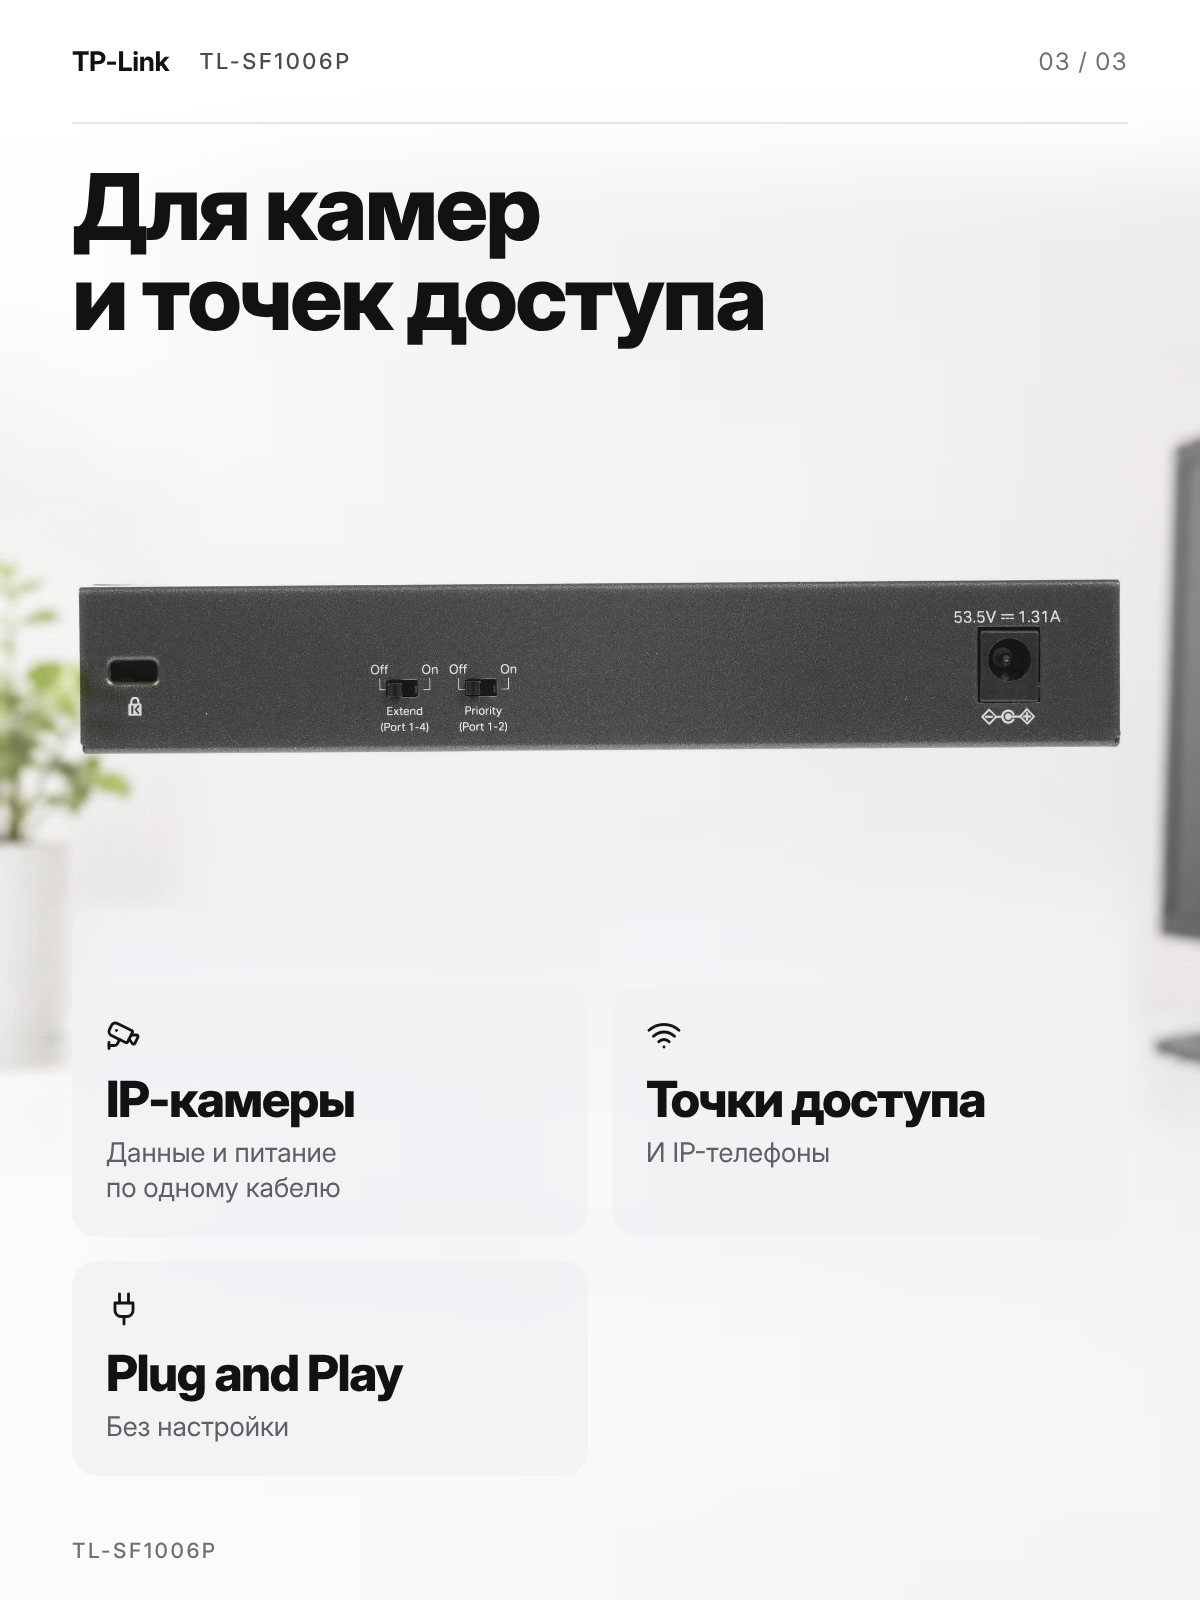 TP-Link TL-SF1006P 03 / 03
Для камер
и точек доступа
53.5V ⎓ 1.31A
Off On Off On
Extend Priority
(Port 1-4) (Port 1-2)
IP-камеры
Данные и питание
по одному кабелю
Точки доступа
И IP-телефоны
Plug and Play
Без настройки
TL-SF1006P